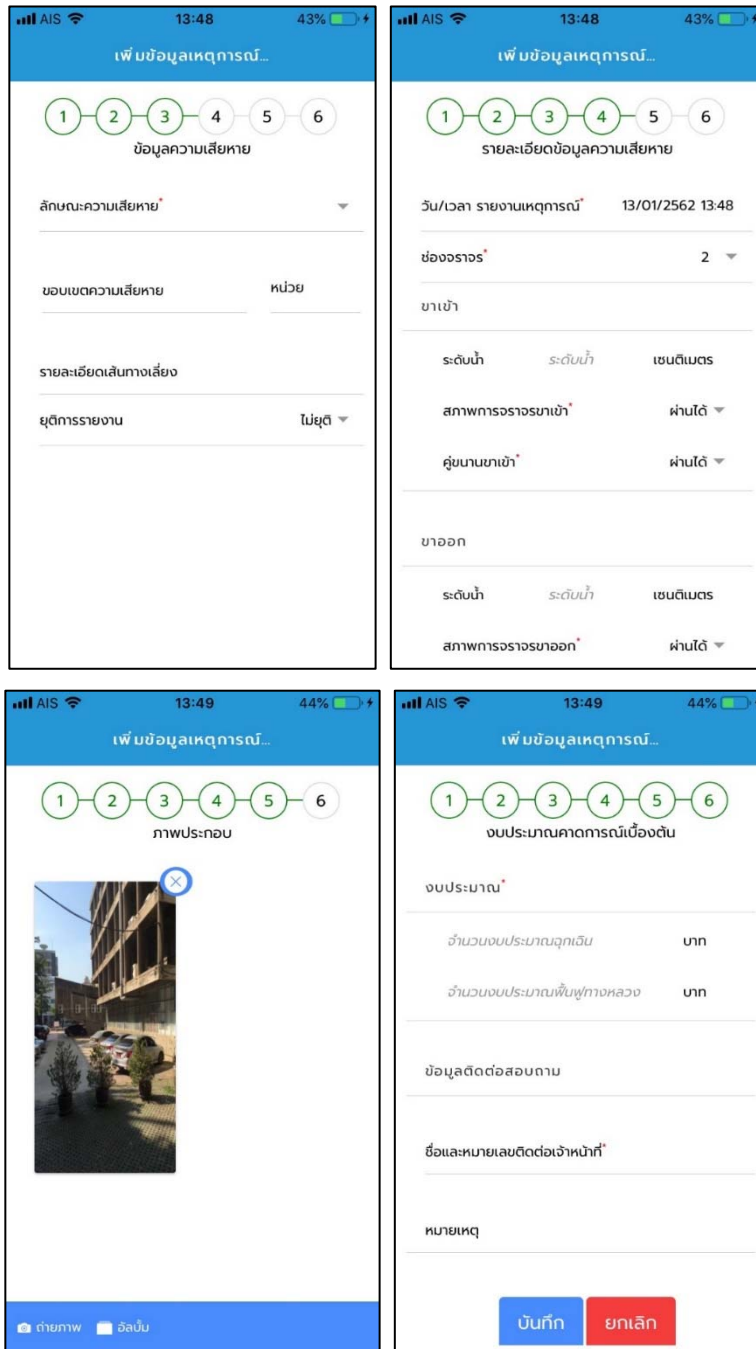 AIS 13:48 43%
เพิ่มข้อมูลเหตุการณ์...
1 2 3 4 5 6
ข้อมูลความเสียหาย
ลักษณะความเสียหาย*
ขอบเขตความเสียหาย หน่วย
รายละเอียดเส้นทางเลี่ยง
ยุติการรายงาน ไม่ยุติ
AIS 13:48 43%
เพิ่มข้อมูลเหตุการณ์...
1 2 3 4 5 6
รายละเอียดข้อมูลความเสียหาย
วัน/เวลา รายงานเหตุการณ์* 13/01/2562 13:48
ช่องจราจร* 2
ขาเข้า
ระดับน้ำ ระดับน้ำ เซนติเมตร
สภาพการจราจรขาเข้า* ผ่านได้
คู่ขนานขาเข้า* ผ่านได้
ขาออก
ระดับน้ำ ระดับน้ำ เซนติเมตร
สภาพการจราจรขาออก* ผ่านได้
AIS 13:49 44%
เพิ่มข้อมูลเหตุการณ์...
1 2 3 4 5 6
ภาพประกอบ
ถ่ายภาพ อัลบั้ม
AIS 13:49 44%
เพิ่มข้อมูลเหตุการณ์...
1 2 3 4 5 6
งบประมาณคาดการณ์เบื้องต้น
งบประมาณ*
จำนวนงบประมาณฉุกเฉิน บาท
จำนวนงบประมาณฟื้นฟูทางหลวง บาท
ข้อมูลติดต่อสอบถาม
ชื่อและหมายเลขติดต่อเจ้าหน้าที่*
หมายเหตุ
บันทึก ยกเลิก